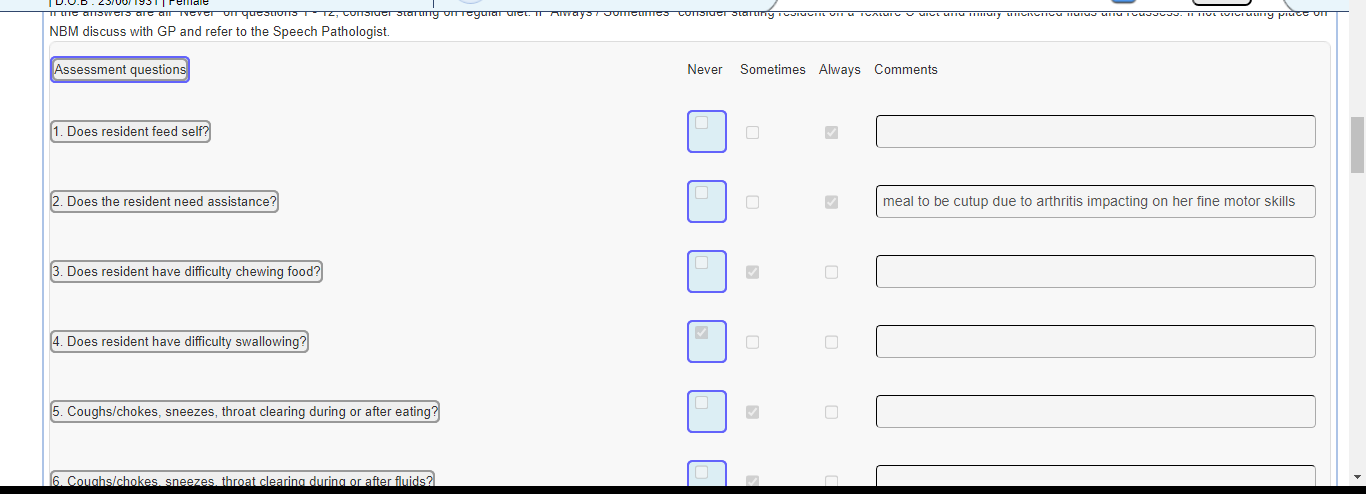 D.O.B : 23/06/1931 | Female
If the answers are all "Never" on questions 1 - 12, consider starting on regular diet. If "Always / Sometimes" consider starting resident on a Texture C diet and mildly thickened fluids and reassess. If not tolerating place on
NBM discuss with GP and refer to the Speech Pathologist.
Assessment questions Never Sometimes Always Comments
1. Does resident feed self?
2. Does the resident need assistance? meal to be cutup due to arthritis impacting on her fine motor skills
3. Does resident have difficulty chewing food?
4. Does resident have difficulty swallowing?
5. Coughs/chokes, sneezes, throat clearing during or after eating?
6. Coughs/chokes, sneezes, throat clearing during or after fluids?